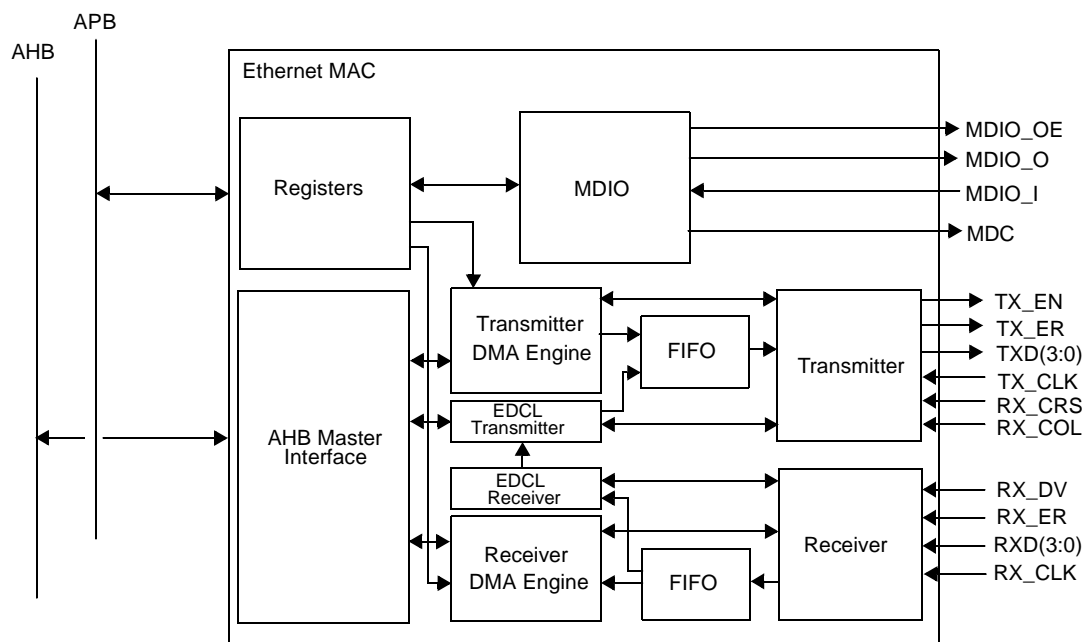 APB
AHB
Ethernet MAC
Registers
MDIO
MDIO_OE
MDIO_O
MDIO_I
MDC
Transmitter
DMA Engine
FIFO
Transmitter
TX_EN
TX_ER
TXD(3:0)
TX_CLK
RX_CRS
RX_COL
EDCL
Transmitter
AHB Master
Interface
EDCL
Receiver
Receiver
DMA Engine
FIFO
Receiver
RX_DV
RX_ER
RXD(3:0)
RX_CLK